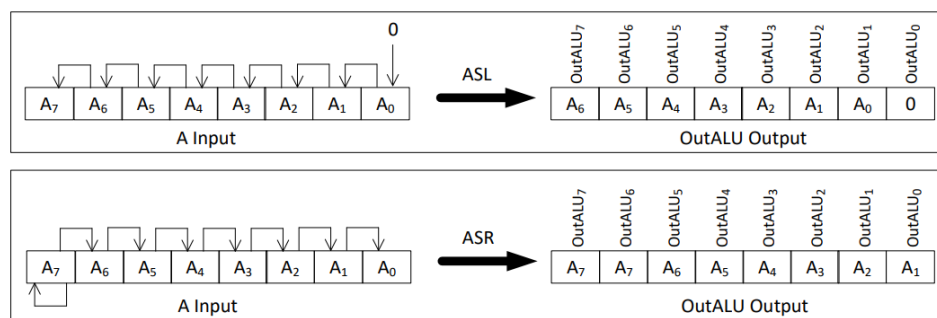 0
OutALU₇ OutALU₆ OutALU₅ OutALU₄ OutALU₃ OutALU₂ OutALU₁ OutALU₀
ASL
A₇ A₆ A₅ A₄ A₃ A₂ A₁ A₀
A₆ A₅ A₄ A₃ A₂ A₁ A₀ 0
A Input
OutALU Output
OutALU₇ OutALU₆ OutALU₅ OutALU₄ OutALU₃ OutALU₂ OutALU₁ OutALU₀
ASR
A₇ A₆ A₅ A₄ A₃ A₂ A₁ A₀
A₇ A₇ A₆ A₅ A₄ A₃ A₂ A₁
A Input
OutALU Output